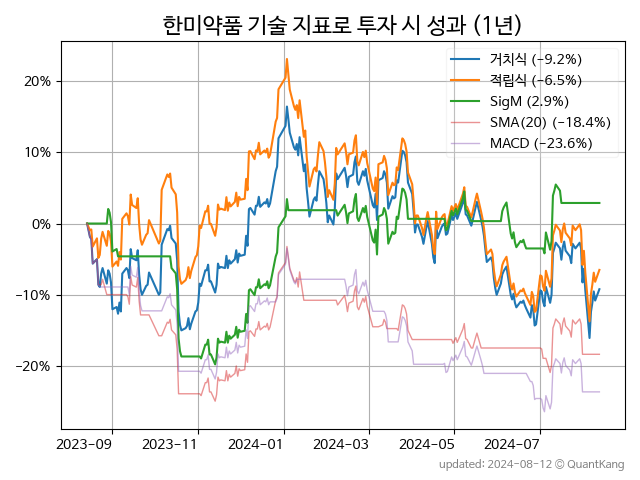 한미약품 기술 지표로 투자 시 성과 (1년)
거치식 (−9.2%)
적립식 (−6.5%)
SigM (2.9%)
SMA(20) (−18.4%)
MACD (−23.6%)
20%
10%
0%
−10%
−20%
2023−09 2023−11 2024−01 2024−03 2024−05 2024−07
updated: 2024−08−12 © QuantKang